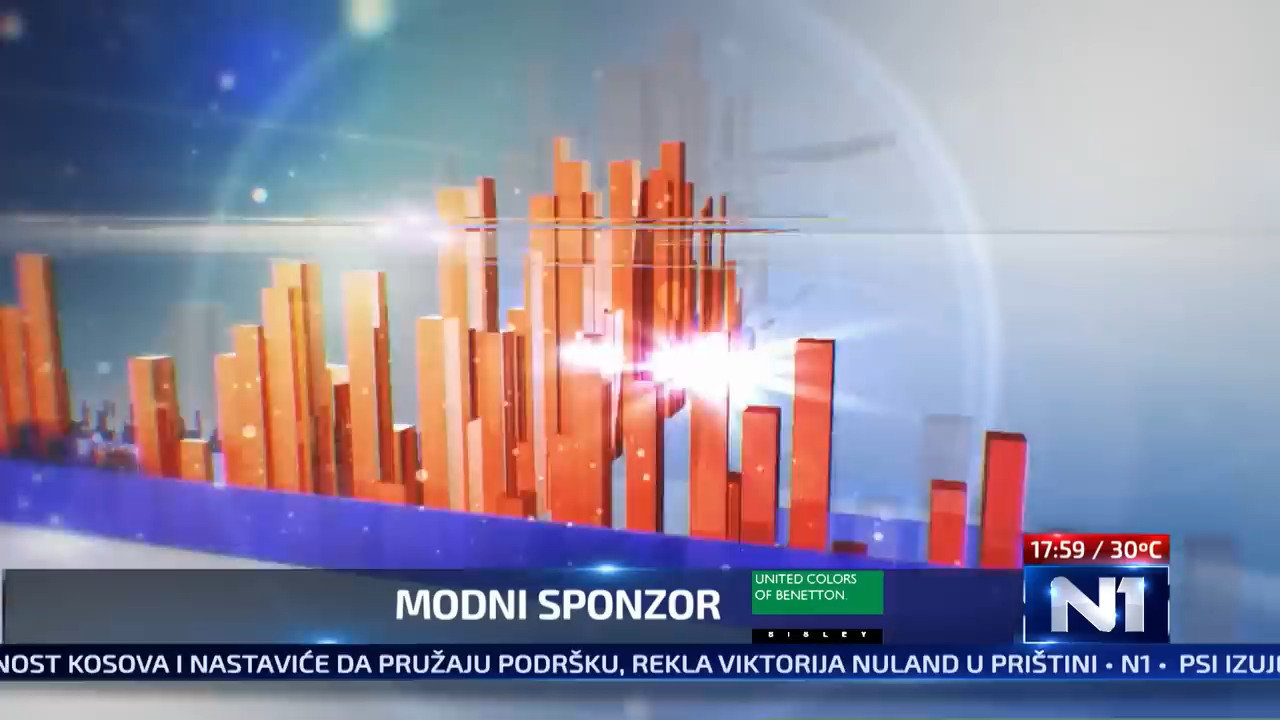 17:59 / 30ºC
MODNI SPONZOR
UNITED COLORS
OF BENETTON.
SISLEY
N1
NOST KOSOVA I NASTAVIĆE DA PRUŽAJU PODRŠKU, REKLA VIKTORIJA NULAND U PRIŠTINI • N1 • PSI IZUJ